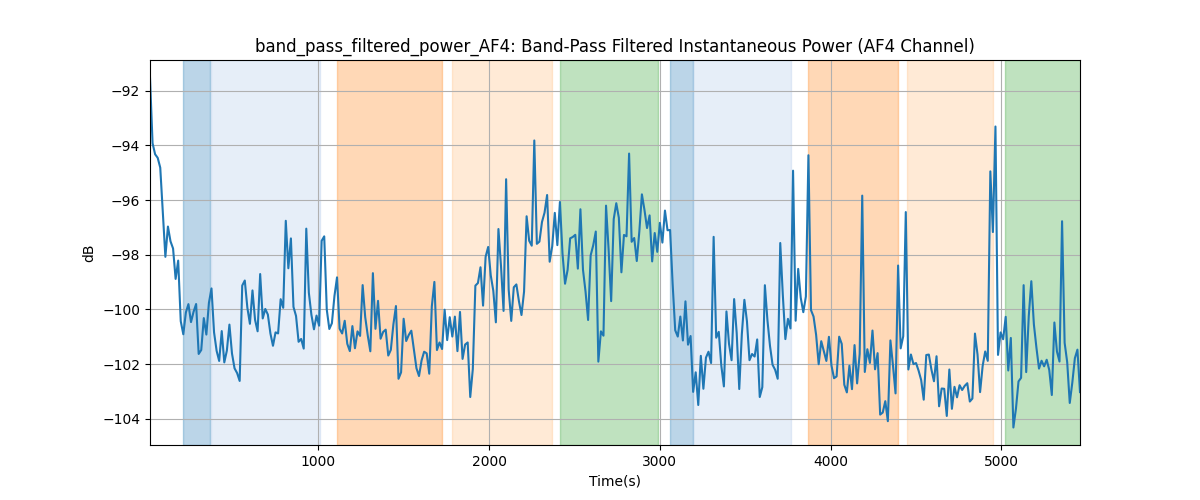 band_pass_filtered_power_AF4: Band-Pass Filtered Instantaneous Power (AF4 Channel)
−92
−94
−96
−98
−100
−102
−104
dB
1000 2000 3000 4000 5000
Time(s)